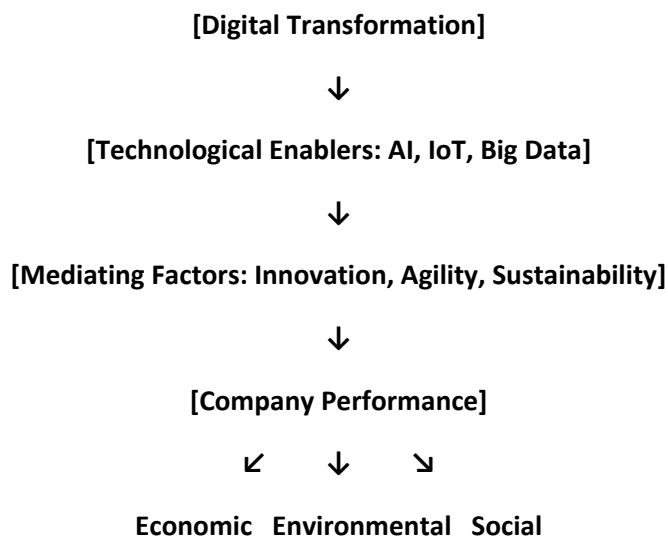 [Digital Transformation]
↓
[Technological Enablers: AI, IoT, Big Data]
↓
[Mediating Factors: Innovation, Agility, Sustainability]
↓
[Company Performance]
↙ ↓ ↘
Economic Environmental Social